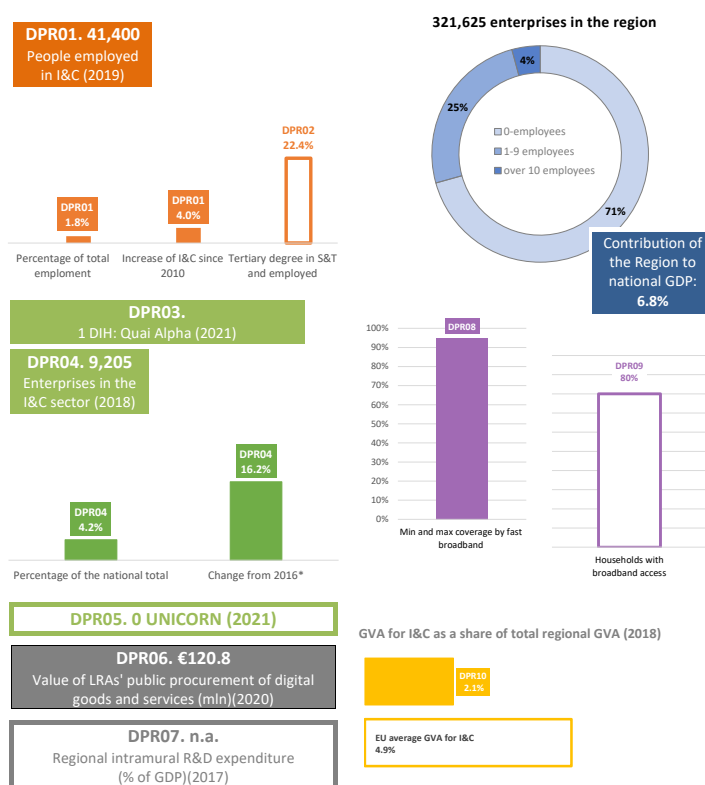 DPR01. 41,400
People employed
in I&C (2019)
DPR02
22.4%
DPR01
1.8%
DPR01
4.0%
Percentage of total
emploment
Increase of I&C since
2010
Tertiary degree in S&T
and employed
321,625 enterprises in the region
4%
25%
71%
0-employees
1-9 employees
over 10 employees
Contribution of
the Region to
national GDP:
6.8%
DPR03.
1 DIH: Quai Alpha (2021)
DPR04. 9,205
Enterprises in the
I&C sector (2018)
DPR04
4.2%
DPR04
16.2%
Percentage of the national total
Change from 2016*
100%
90%
80%
70%
60%
50%
40%
30%
20%
10%
0%
DPR08
Min and max coverage by fast
broadband
DPR09
80%
Households with
broadband access
DPR05. 0 UNICORN (2021)
DPR06. €120.8
Value of LRAs' public procurement of digital
goods and services (mln)(2020)
DPR07. n.a.
Regional intramural R&D expenditure
(% of GDP)(2017)
GVA for I&C as a share of total regional GVA (2018)
DPR10
2.1%
EU average GVA for I&C
4.9%